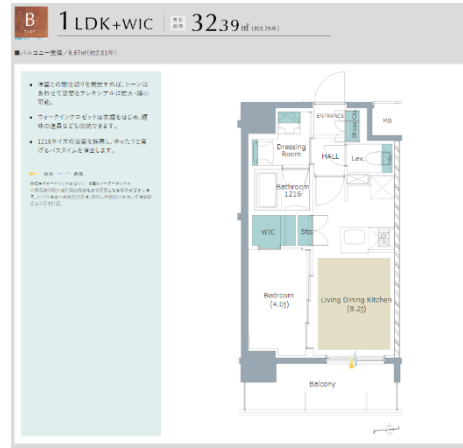 B
1LDK+WIC
専有面積
32.39㎡(約9.79坪)
■バルコニー面積/6.67㎡(約2.01坪)
洋室との間仕切りを開放すれば、シーンに
あわせて空間をフレキシブルに拡大・縮小
可能。
ウォークインクロゼットは衣類をはじめ、趣
味の道具なども収納できます。
1216サイズの浴室を採用し、ゆったりと寛
げるバスタイムを演出します。
ENTRANCE
Shoes Clo.
MB
Dressing
Room
HALL
Lav.
Bathroom
1216
WIC
Sto.
Bedroom
(4.0J)
Living Dining Kitchen
(8.2J)
Balcony